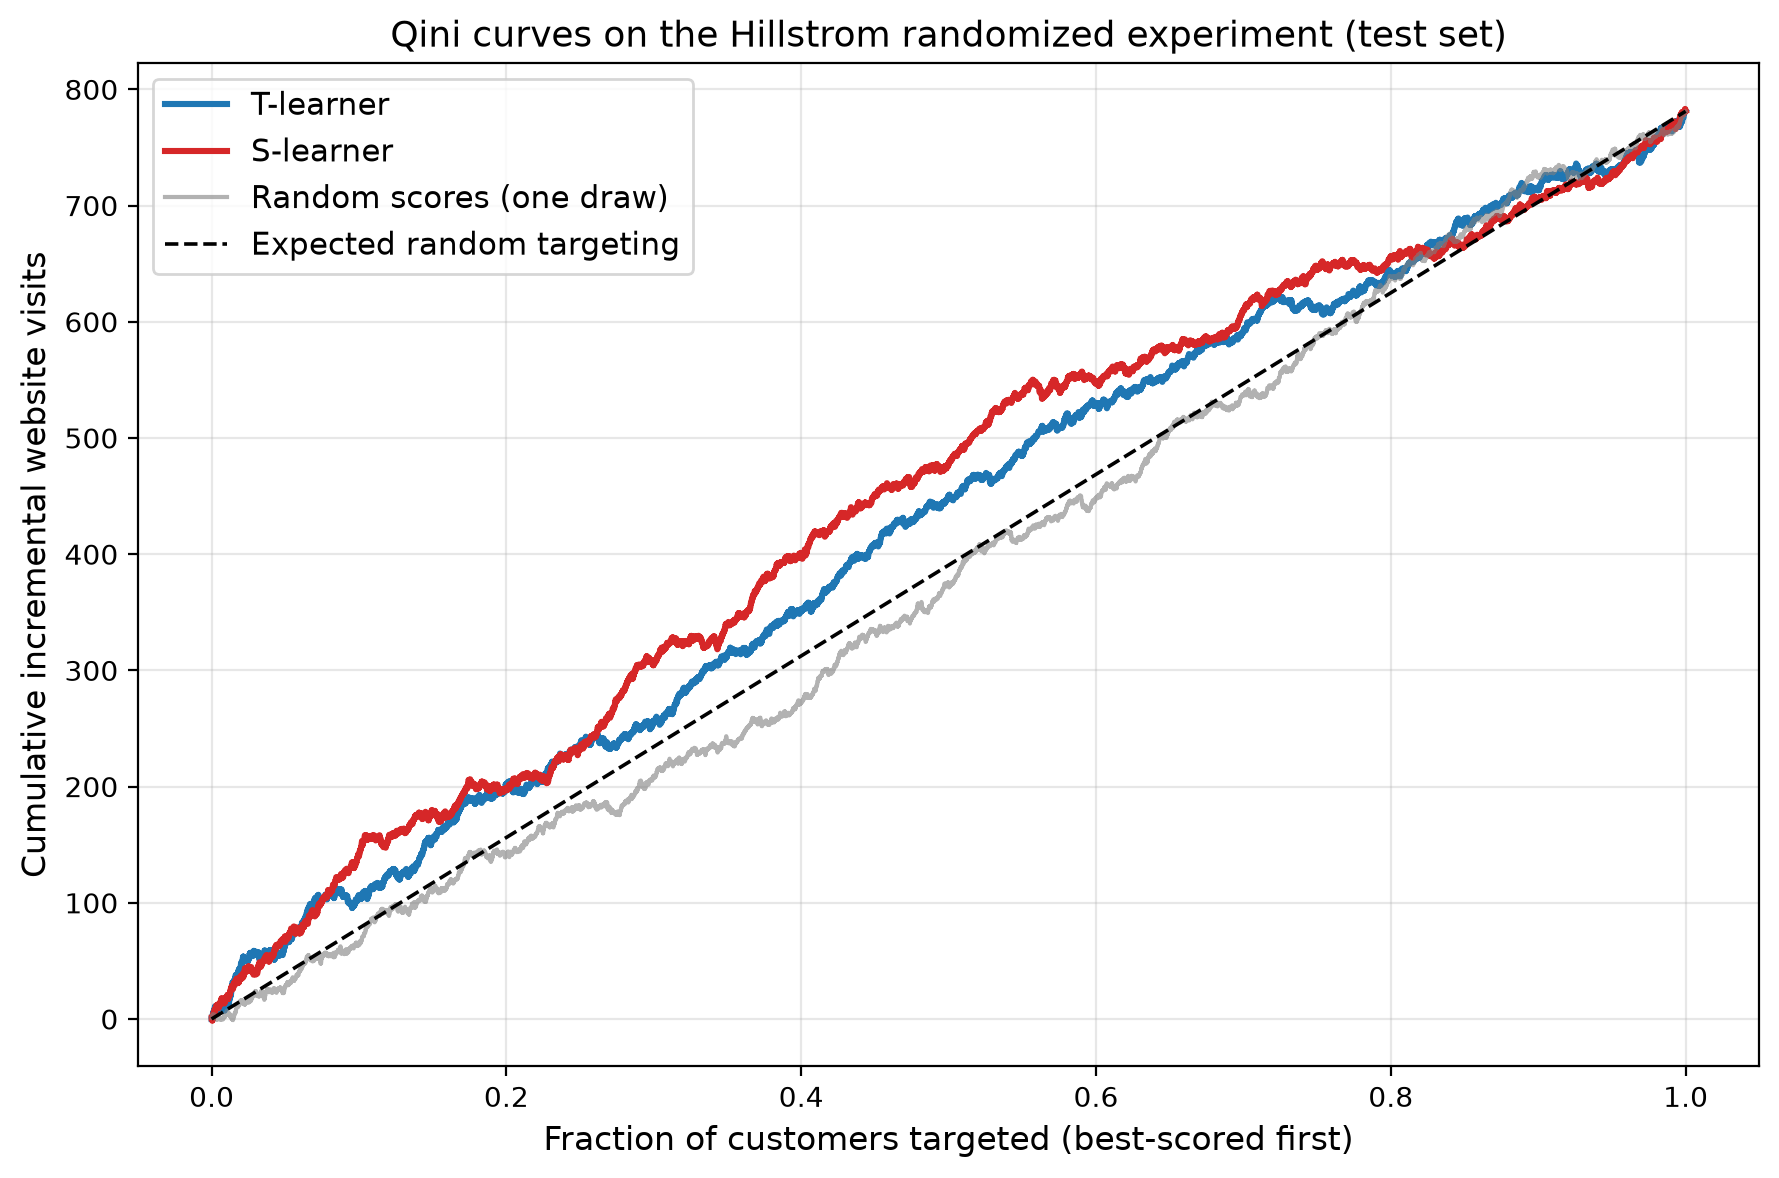 Qini curves on the Hillstrom randomized experiment (test set)
T-learner
S-learner
Random scores (one draw)
Expected random targeting
Cumulative incremental website visits
800
700
600
500
400
300
200
100
0
0.0 0.2 0.4 0.6 0.8 1.0
Fraction of customers targeted (best-scored first)